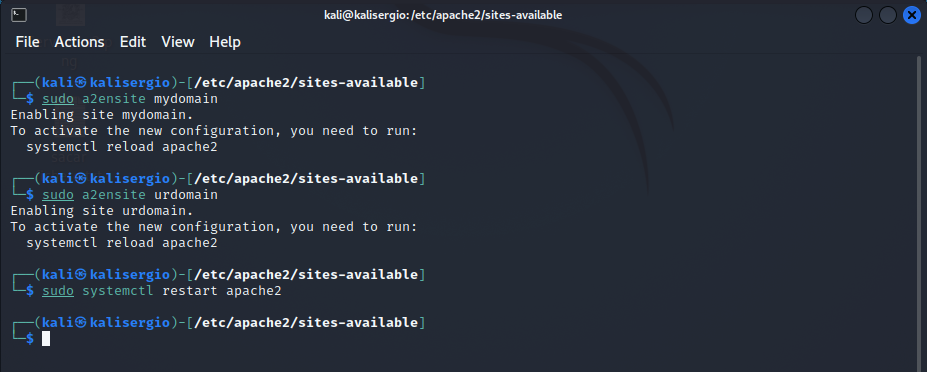 kali@kalisergio:/etc/apache2/sites-available
File Actions Edit View Help
┌──(kali㉿kalisergio)-[/etc/apache2/sites-available]
└─$ sudo a2ensite mydomain
Enabling site mydomain.
To activate the new configuration, you need to run:
  systemctl reload apache2
┌──(kali㉿kalisergio)-[/etc/apache2/sites-available]
└─$ sudo a2ensite urdomain
Enabling site urdomain.
To activate the new configuration, you need to run:
  systemctl reload apache2
┌──(kali㉿kalisergio)-[/etc/apache2/sites-available]
└─$ sudo systemctl restart apache2
┌──(kali㉿kalisergio)-[/etc/apache2/sites-available]
└─$